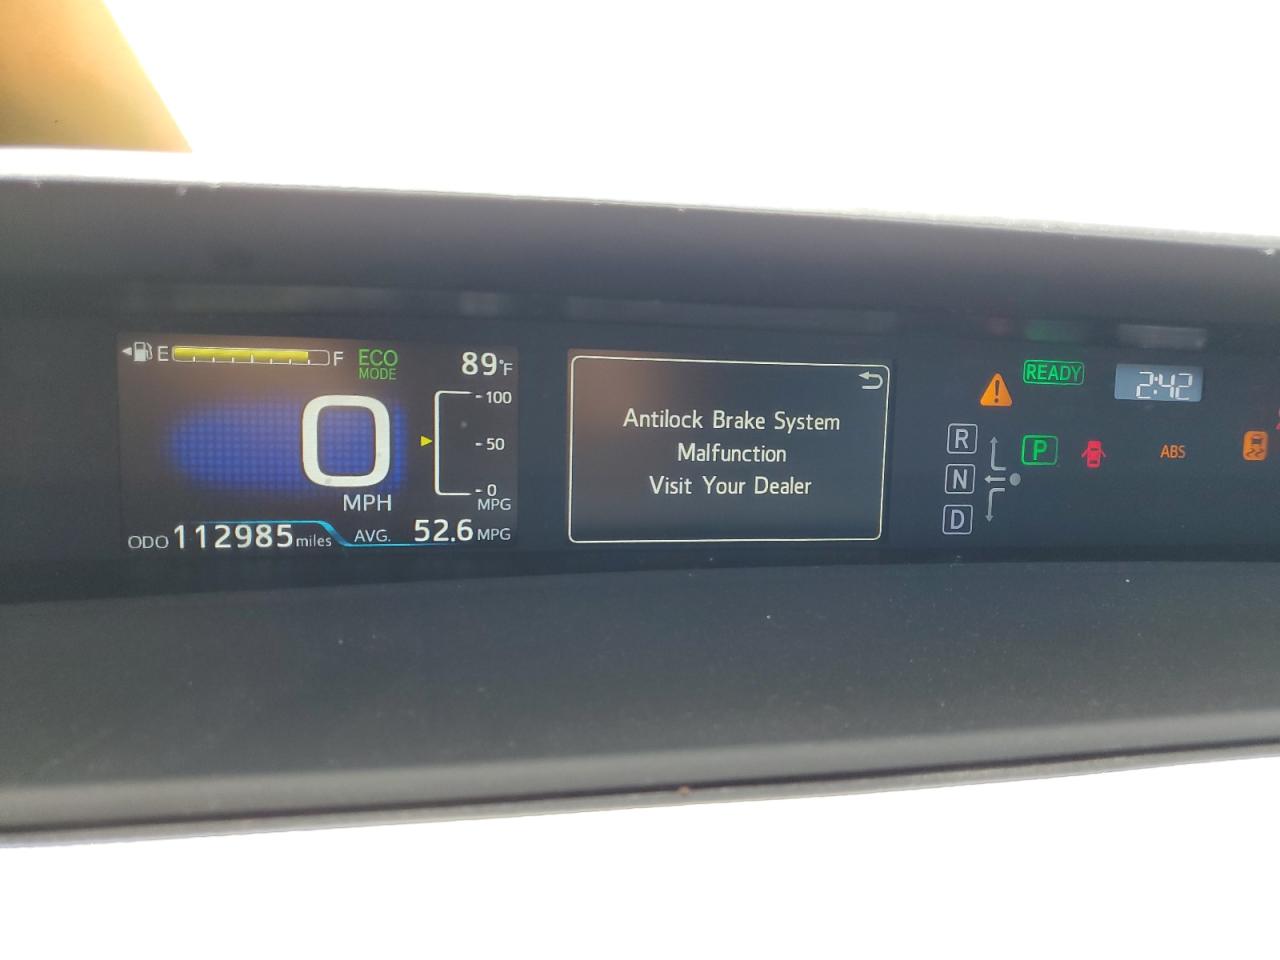 E F ECO
MODE
89°F
0
MPH
100
50
0
MPG
ODO 112985 miles
AVG. 52.6 MPG
Antilock Brake System
Malfunction
Visit Your Dealer
READY
2:42
R
N
D
P
ABS